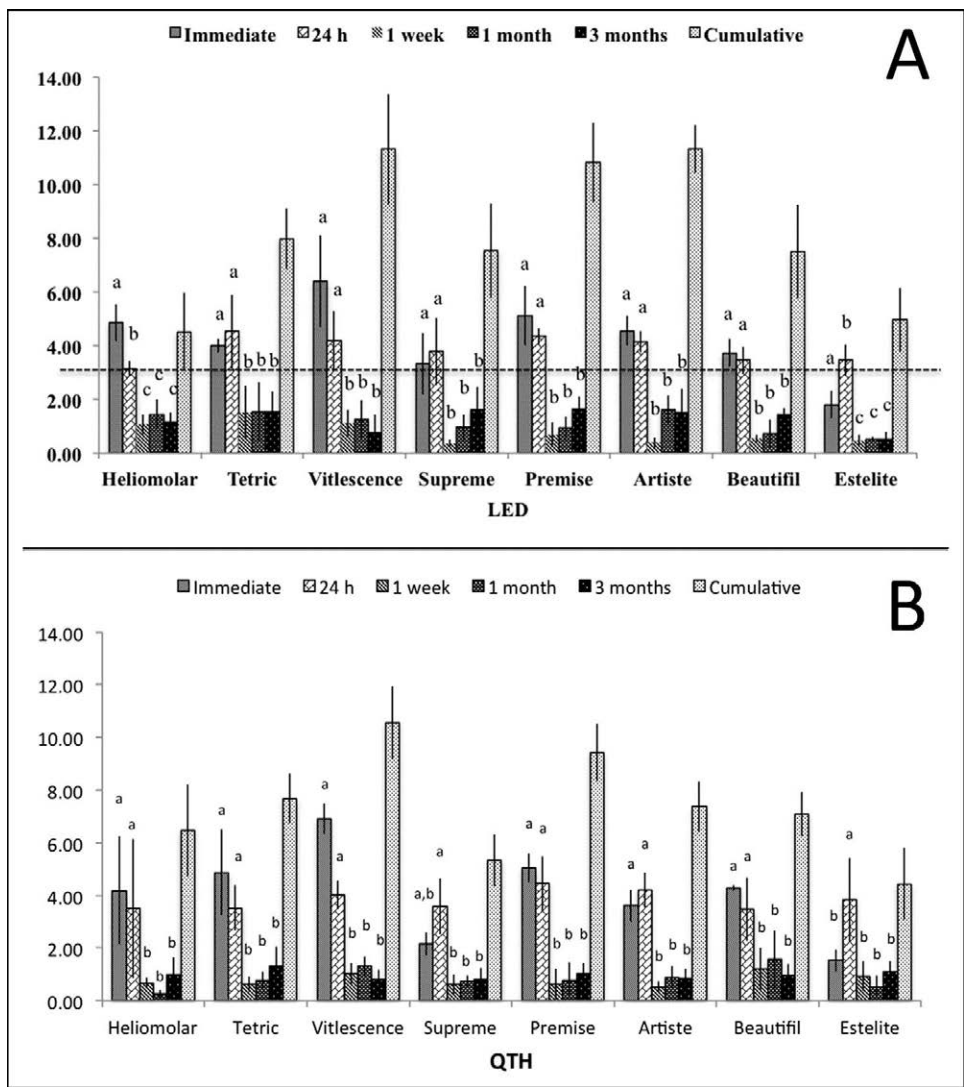 Immediate 24 h 1 week 1 month 3 months Cumulative
A
14.00
12.00
10.00
8.00
6.00
4.00
2.00
0.00
a b c c c
a a b b b
a a b b b
a a b b b
a a b b b
a a b b b
a a b b b
a b c c c
Heliomolar Tetric Vitlescence Supreme Premise Artiste Beautifil Estelite
LED
Immediate 24 h 1 week 1 month 3 months Cumulative
B
14.00
12.00
10.00
8.00
6.00
4.00
2.00
0.00
a a b b b
a a b b b
a a b b b
a,b a b b b
a a b b b
a a b b b
a a b b b
b a b b b
Heliomolar Tetric Vitlescence Supreme Premise Artiste Beautifil Estelite
QTH